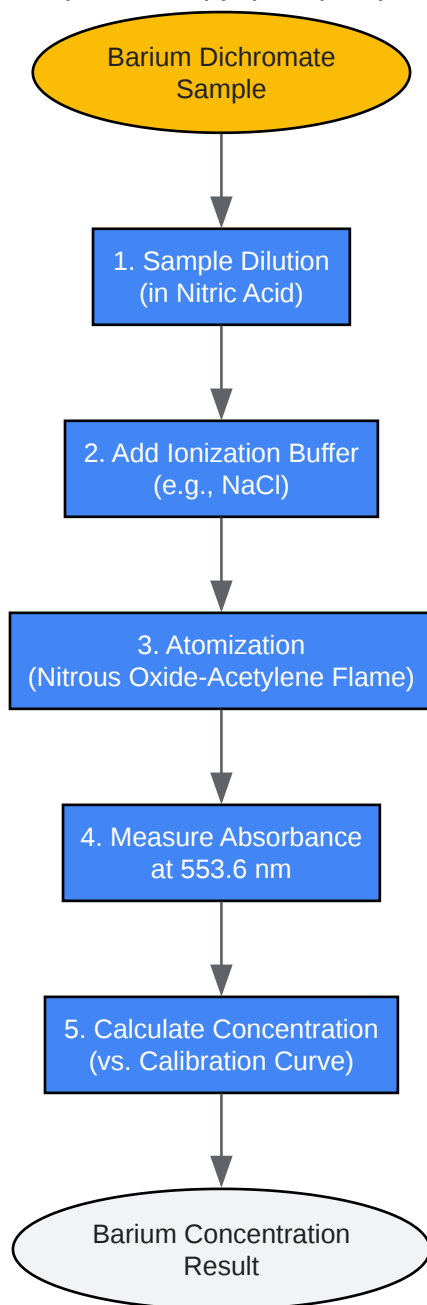 Barium Dichromate
Sample
1. Sample Dilution
(in Nitric Acid)
2. Add Ionization Buffer
(e.g., NaCl)
3. Atomization
(Nitrous Oxide-Acetylene Flame)
4. Measure Absorbance
at 553.6 nm
5. Calculate Concentration
(vs. Calibration Curve)
Barium Concentration
Result